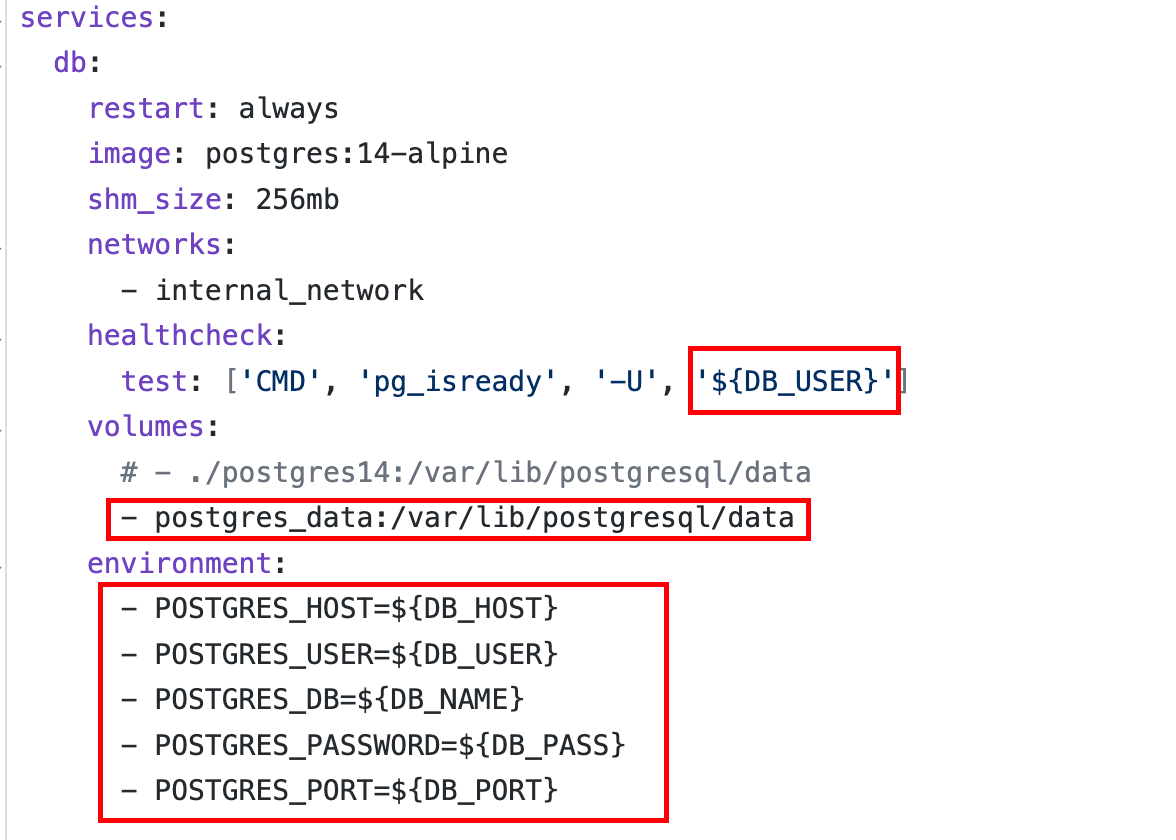 services:
db:
restart: always
image: postgres:14-alpine
shm_size: 256mb
networks:
- internal_network
healthcheck:
test: ['CMD', 'pg_isready', '-U', '${DB_USER}']
volumes:
# - ./postgres14:/var/lib/postgresql/data
- postgres_data:/var/lib/postgresql/data
environment:
- POSTGRES_HOST=${DB_HOST}
- POSTGRES_USER=${DB_USER}
- POSTGRES_DB=${DB_NAME}
- POSTGRES_PASSWORD=${DB_PASS}
- POSTGRES_PORT=${DB_PORT}